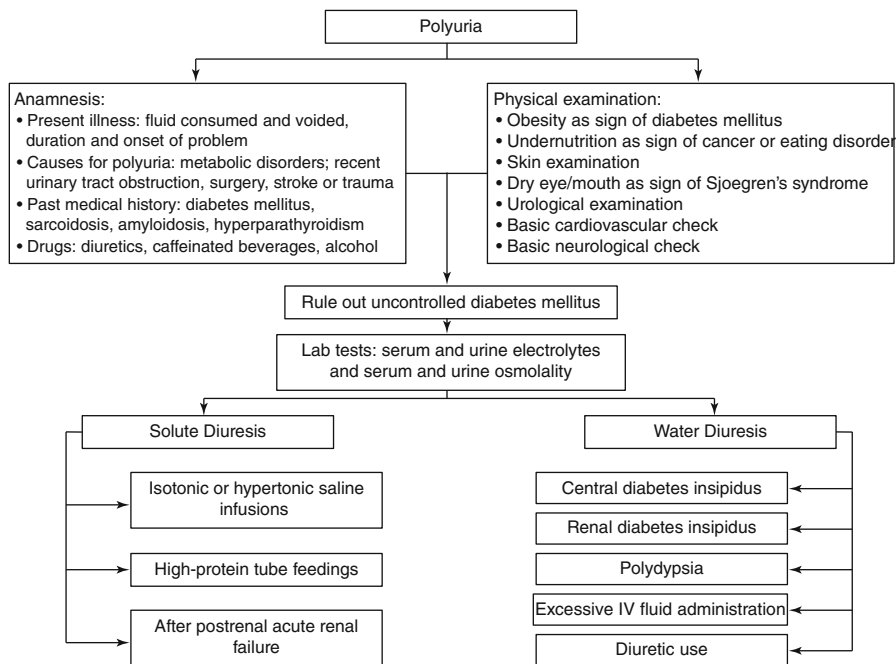 Polyuria
Anamnesis:
• Present illness: fluid consumed and voided,
duration and onset of problem
• Causes for polyuria: metabolic disorders; recent
urinary tract obstruction, surgery, stroke or trauma
• Past medical history: diabetes mellitus,
sarcoidosis, amyloidosis, hyperparathyroidism
• Drugs: diuretics, caffeinated beverages, alcohol
Physical examination:
• Obesity as sign of diabetes mellitus
• Undernutrition as sign of cancer or eating disorder
• Skin examination
• Dry eye/mouth as sign of Sjoegren's syndrome
• Urological examination
• Basic cardiovascular check
• Basic neurological check
Rule out uncontrolled diabetes mellitus
Lab tests: serum and urine electrolytes
and serum and urine osmolality
Solute Diuresis
Isotonic or hypertonic saline
infusions
High-protein tube feedings
After postrenal acute renal
failure
Water Diuresis
Central diabetes insipidus
Renal diabetes insipidus
Polydypsia
Excessive IV fluid administration
Diuretic use